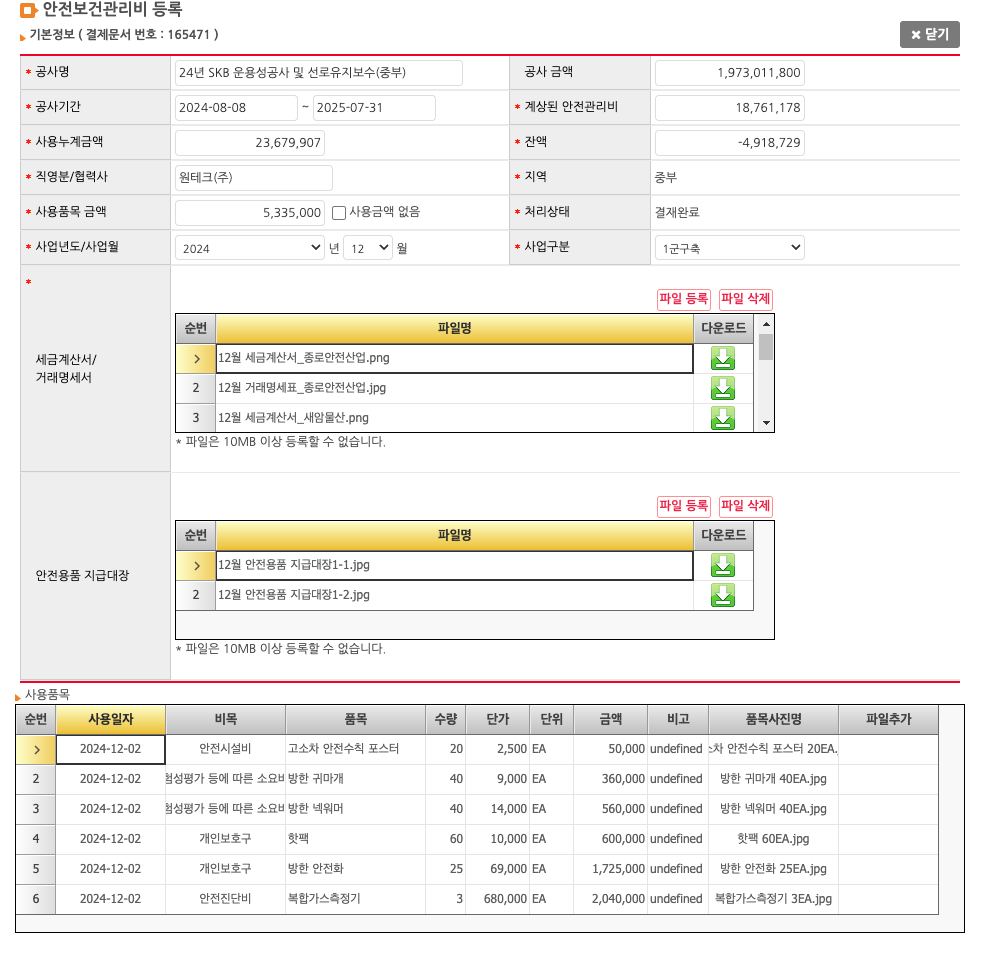 안전보건관리비 등록
기본정보 ( 결제문서 번호 : 165471 )
✖ 닫기
* 공사명 24년 SKB 운용성공사 및 선로유지보수(중부) 공사 금액 1,973,011,800
* 공사기간 2024-08-08 ~ 2025-07-31 * 계상된 안전관리비 18,761,178
* 사용누계금액 23,679,907 * 잔액 -4,918,729
* 직영분/협력사 원테크(주) * 지역 중부
* 사용품목 금액 5,335,000 사용금액 없음 * 처리상태 결재완료
* 사업년도/사업월 2024 년 12 월 * 사업구분 1군구축
*
세금계산서/
거래명세서
파일 등록 파일 삭제
순번 파일명 다운로드
> 12월 세금계산서_종로안전산업.png
2 12월 거래명세표_종로안전산업.jpg
3 12월 세금계산서_새암물산.png
* 파일은 10MB 이상 등록할 수 없습니다.
안전용품 지급대장
파일 등록 파일 삭제
순번 파일명 다운로드
> 12월 안전용품 지급대장1-1.jpg
2 12월 안전용품 지급대장1-2.jpg
* 파일은 10MB 이상 등록할 수 없습니다.
사용품목
순번 사용일자 비목 품목 수량 단가 단위 금액 비고 품목사진명 파일추가
> 2024-12-02 안전시설비 고소차 안전수칙 포스터 20 2,500 EA 50,000 undefined 차 안전수칙 포스터 20EA.
2 2024-12-02 험성평가 등에 따른 소요비 방한 귀마개 40 9,000 EA 360,000 undefined 방한 귀마개 40EA.jpg
3 2024-12-02 험성평가 등에 따른 소요비 방한 넥워머 40 14,000 EA 560,000 undefined 방한 넥워머 40EA.jpg
4 2024-12-02 개인보호구 핫팩 60 10,000 EA 600,000 undefined 핫팩 60EA.jpg
5 2024-12-02 개인보호구 방한 안전화 25 69,000 EA 1,725,000 undefined 방한 안전화 25EA.jpg
6 2024-12-02 안전진단비 복합가스측정기 3 680,000 EA 2,040,000 undefined 복합가스측정기 3EA.jpg